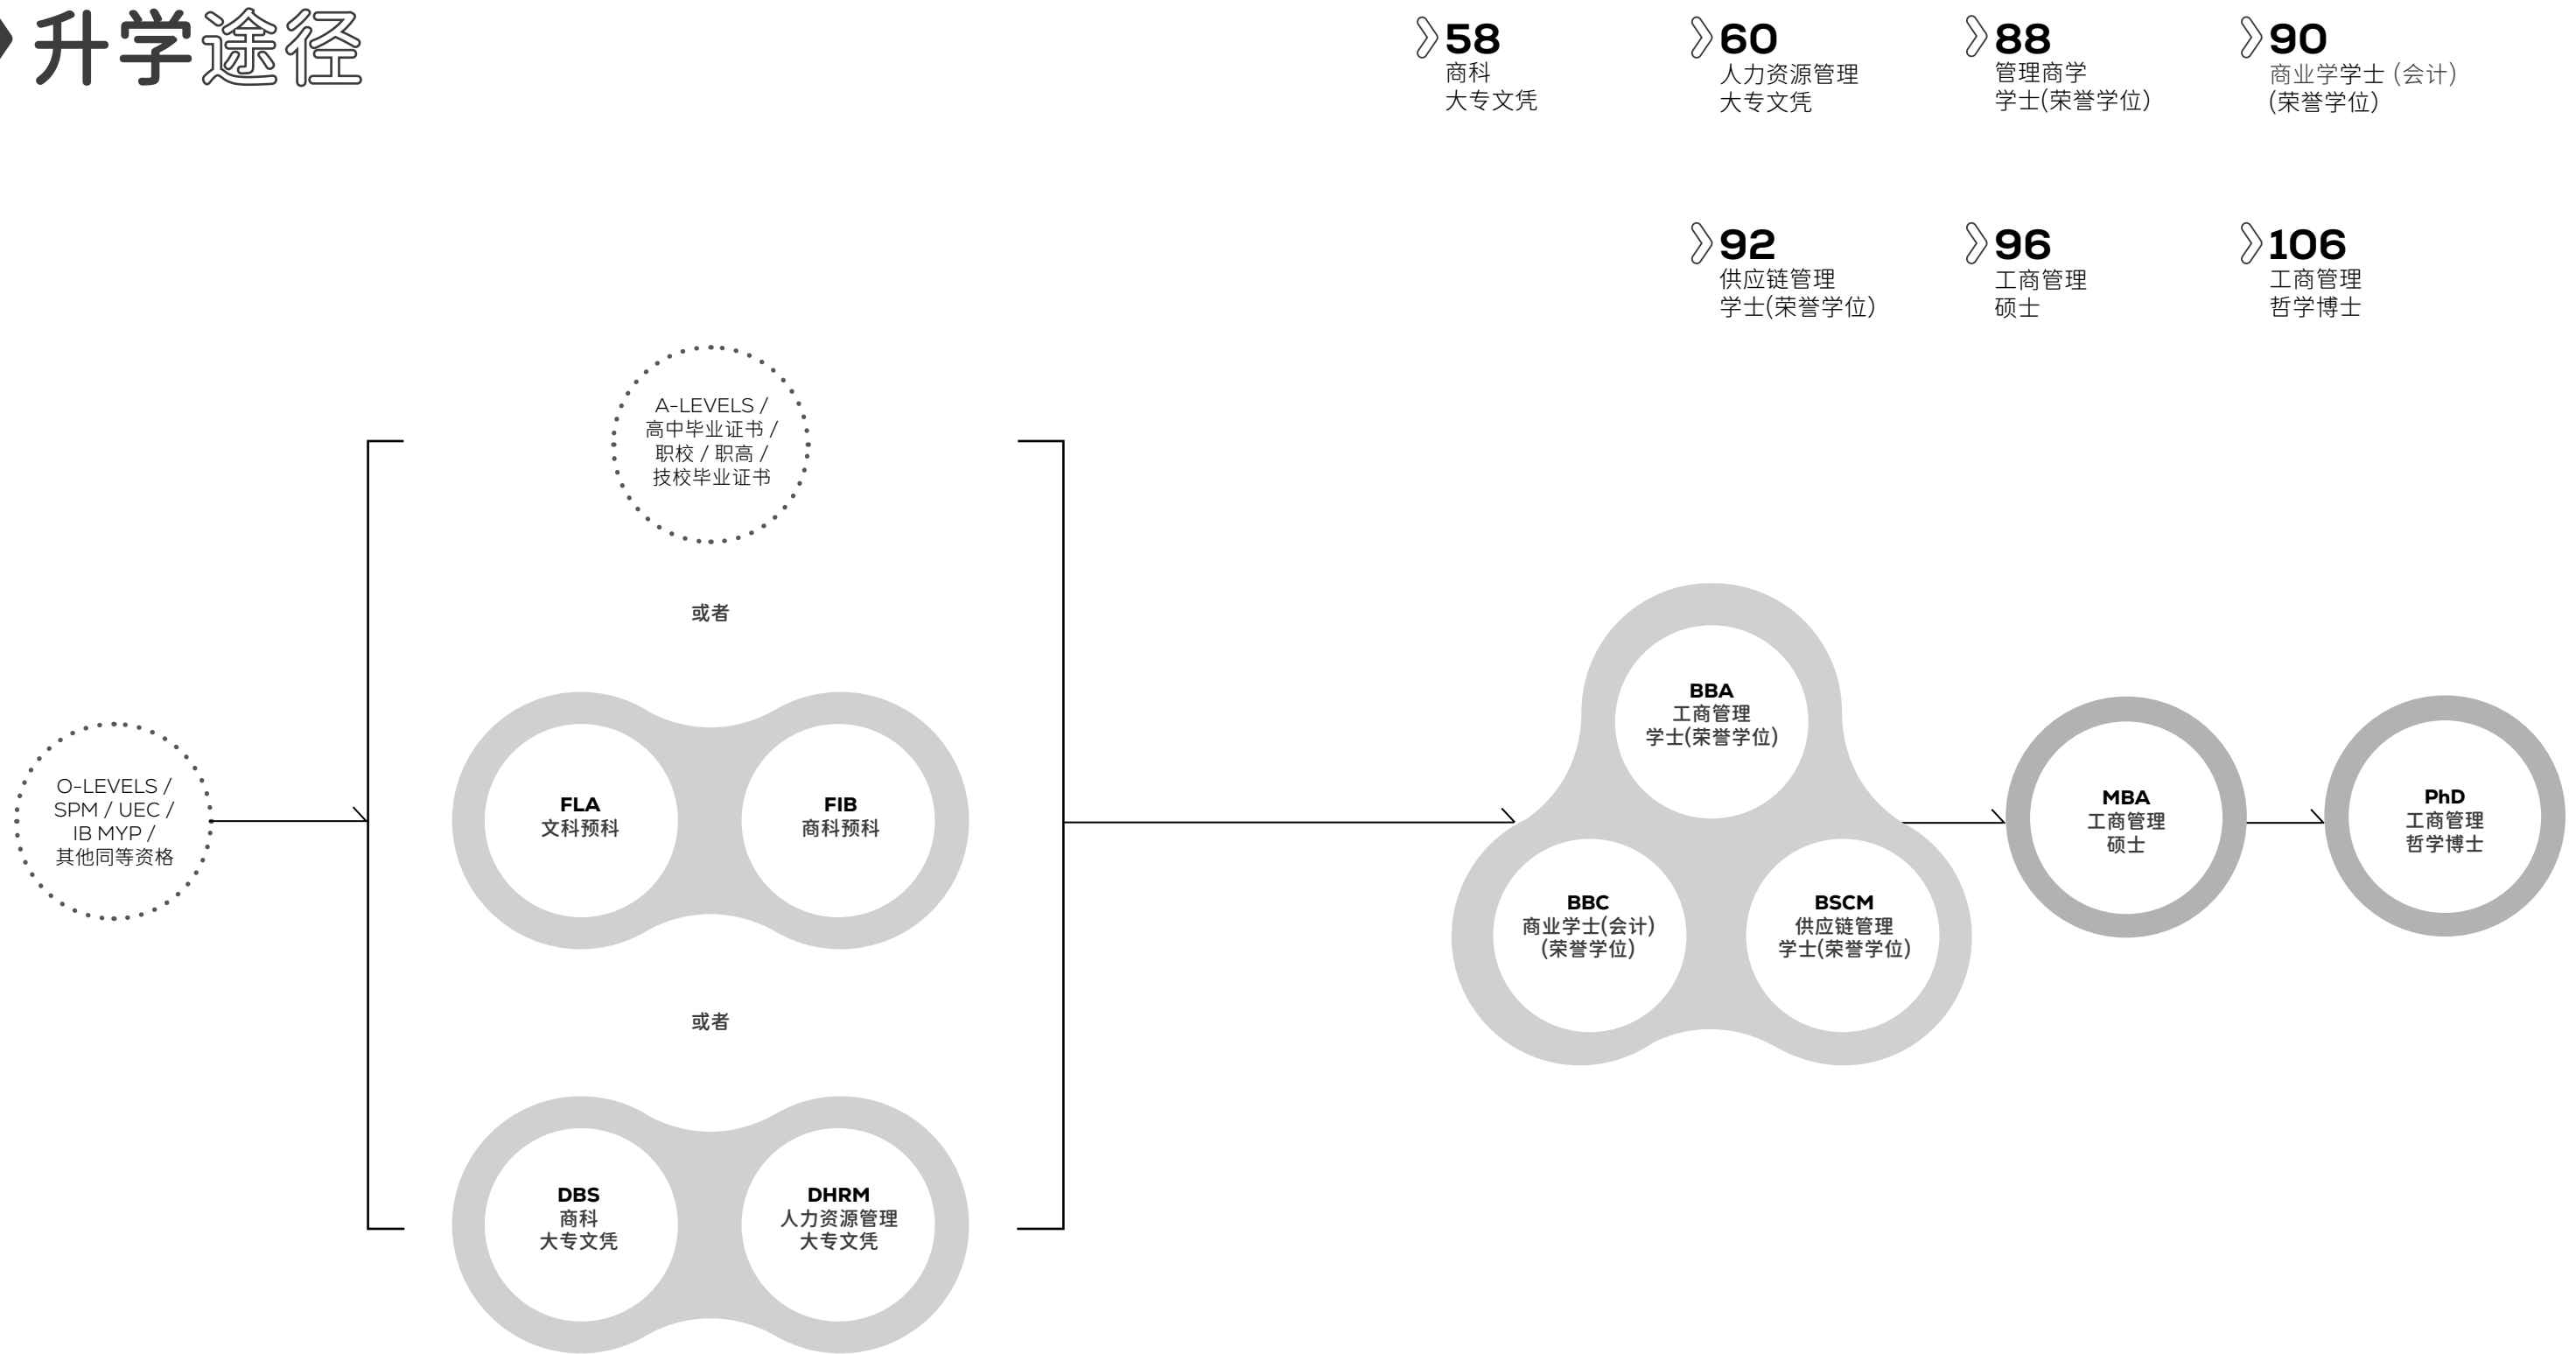 升学途径
58
商科
大专文凭
60
人力资源管理
大专文凭
88
管理商学
学士(荣誉学位)
90
商业学学士 (会计)
(荣誉学位)
92
供应链管理
学士(荣誉学位)
96
工商管理
硕士
106
工商管理
哲学博士
O-LEVELS /
SPM / UEC /
IB MYP /
其他同等资格
A-LEVELS /
高中毕业证书 /
职校 / 职高 /
技校毕业证书
或者
FLA
文科预科
FIB
商科预科
或者
DBS
商科
大专文凭
DHRM
人力资源管理
大专文凭
BBA
工商管理
学士(荣誉学位)
BBC
商业学士(会计)
(荣誉学位)
BSCM
供应链管理
学士(荣誉学位)
MBA
工商管理
硕士
PhD
工商管理
哲学博士